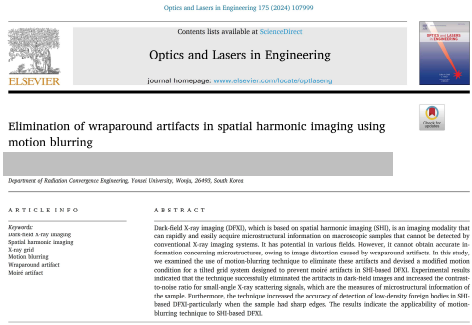 Optics and Lasers in Engineering 175 (2024) 107999
Contents lists available at ScienceDirect
Optics and Lasers in Engineering
journal homepage: www.elsevier.com/locate/optlaseng
ELSEVIER
OPTICS and LASERS
in ENGINEERING
Check for
updates
Elimination of wraparound artifacts in spatial harmonic imaging using
motion blurring
Department of Radiation Convergence Engineering, Yonsei University, Wonju, 26493, South Korea
ARTICLE INFO
Keywords:
Dark-field X-ray imaging
Spatial harmonic imaging
X-ray grid
Motion blurring
Wraparound artifact
Moiré artifact
ABSTRACT
Dark-field X-ray imaging (DFXI), which is based on spatial harmonic imaging (SHI), is an imaging modality that
can rapidly and easily acquire microstructural information on macroscopic samples that cannot be detected by
conventional X-ray imaging systems. It has potential in various fields. However, it cannot obtain accurate in-
formation concerning microstructures, owing to image distortion caused by wraparound artifacts. In this study,
we examined the use of motion-blurring technique to eliminate these artifacts and devised a modified motion
condition for a tilted grid system designed to prevent moiré artifacts in SHI-based DFXI. Experimental results
indicated that the technique successfully eliminated the artifacts in dark-field images and increased the contrast-
to-noise ratio for small-angle X-ray scattering signals, which are the measures of microstructural information of
the sample. Furthermore, the technique increased the accuracy of detection of low-density foreign bodies in SHI-
based DFXI-particularly when the sample had sharp edges. The results indicate the applicability of motion-
blurring technique to SHI-based DFXI.